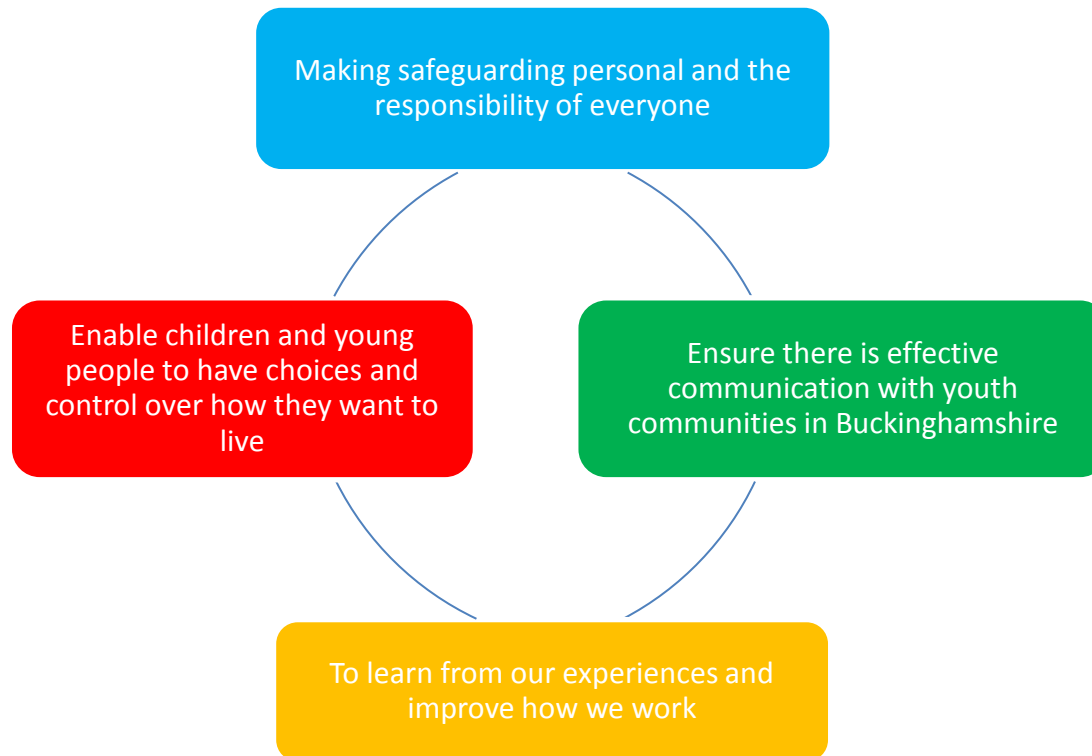 Making safeguarding personal and the
responsibility of everyone
Enable children and young
people to have choices and
control over how they want to
live
Ensure there is effective
communication with youth
communities in Buckinghamshire
To learn from our experiences and
improve how we work